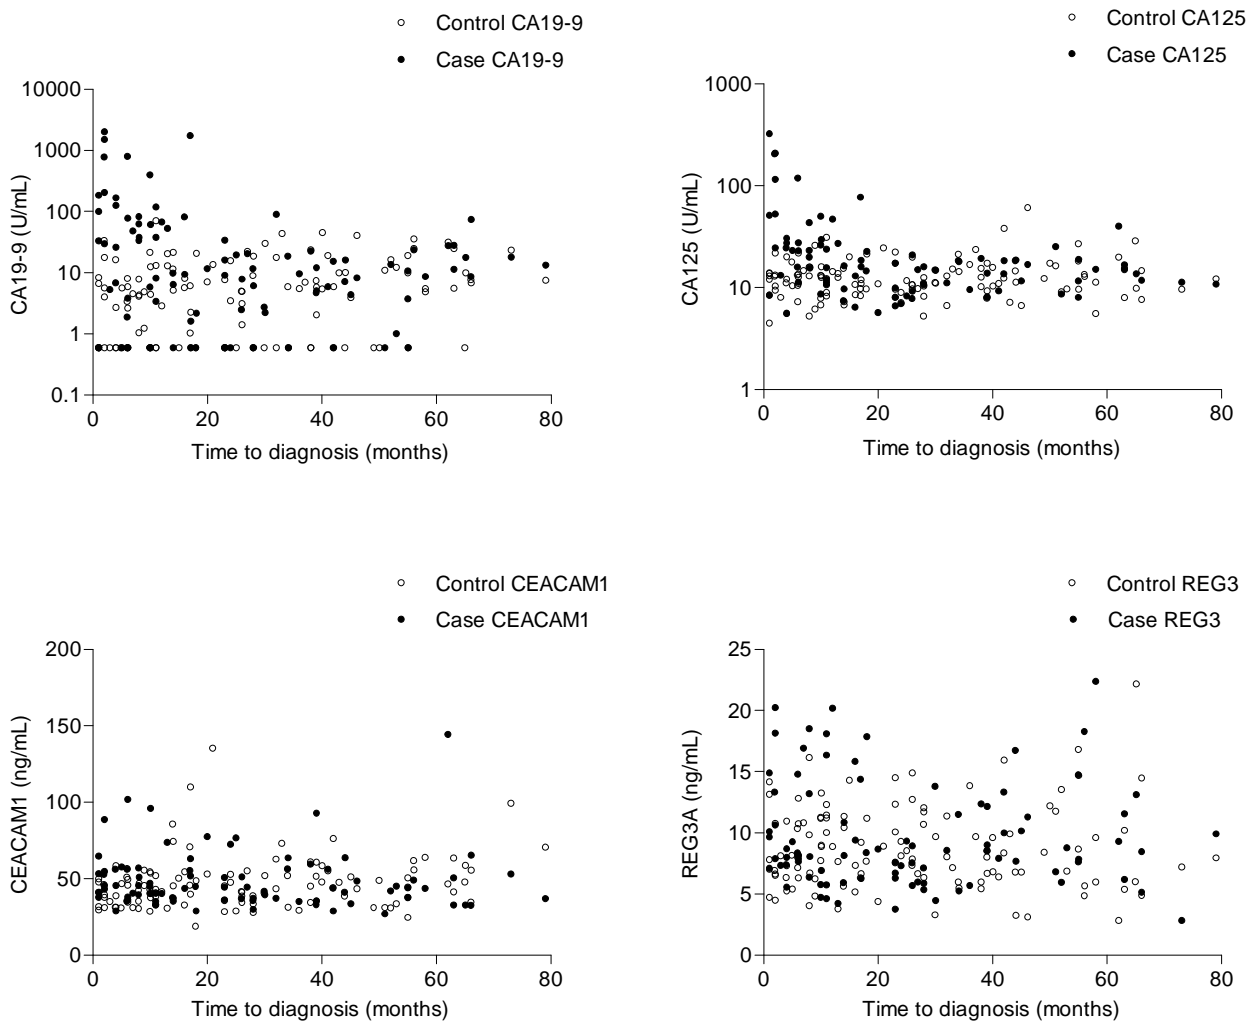 Control CA19-9
Case CA19-9
10000
1000
100
10
1
0.1
CA19-9 (U/mL)
0 20 40 60 80
Time to diagnosis (months)
Control CA125
Case CA125
1000
100
10
1
CA125 (U/mL)
0 20 40 60 80
Time to diagnosis (months)
Control CEACAM1
Case CEACAM1
200
150
100
50
0
CEACAM1 (ng/mL)
0 20 40 60 80
Time to diagnosis (months)
Control REG3
Case REG3
25
20
15
10
5
0
REG3A (ng/mL)
0 20 40 60 80
Time to diagnosis (months)